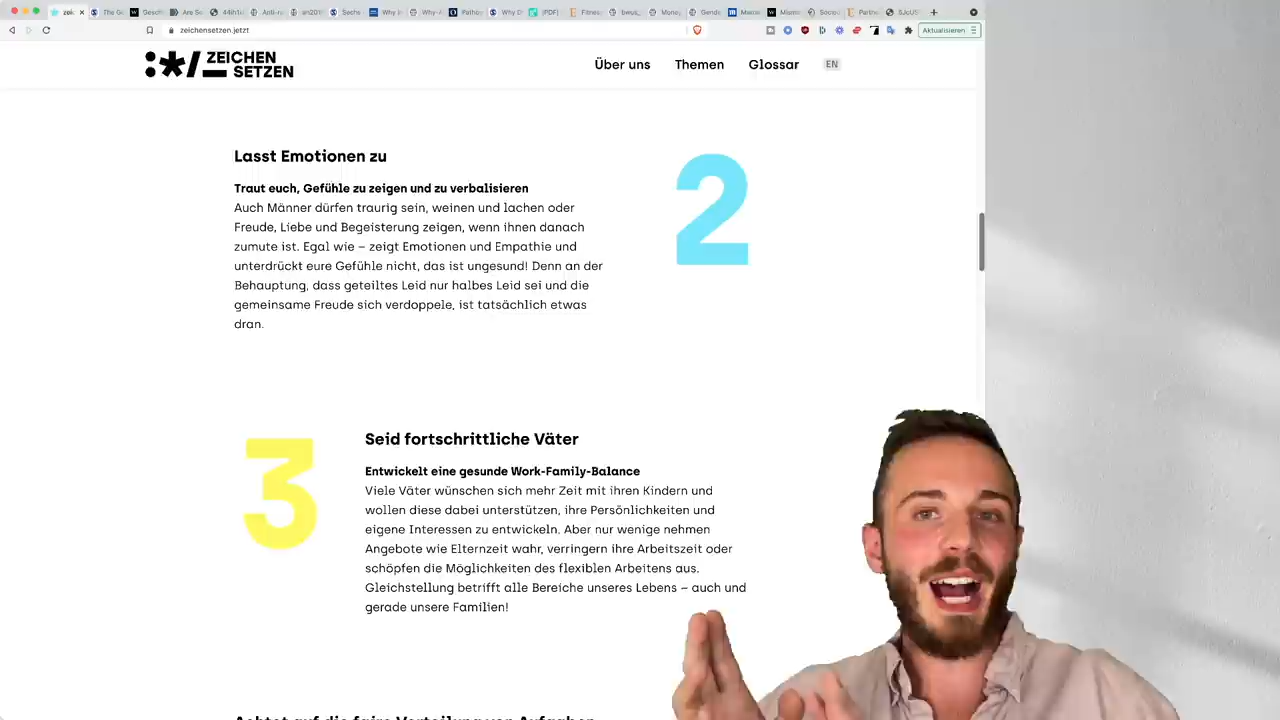 zeichensetzen.jetzt
Aktualisieren
:*/_ ZEICHEN
SETZEN
Über uns
Themen
Glossar
EN
Lasst Emotionen zu
2
Traut euch, Gefühle zu zeigen und zu verbalisieren
Auch Männer dürfen traurig sein, weinen und lachen oder
Freude, Liebe und Begeisterung zeigen, wenn ihnen danach
zumute ist. Egal wie – zeigt Emotionen und Empathie und
unterdrückt eure Gefühle nicht, das ist ungesund! Denn an der
Behauptung, dass geteiltes Leid nur halbes Leid sei und die
gemeinsame Freude sich verdoppele, ist tatsächlich etwas
dran.
3
Seid fortschrittliche Väter
Entwickelt eine gesunde Work-Family-Balance
Viele Väter wünschen sich mehr Zeit mit ihren Kindern und
wollen diese dabei unterstützen, ihre Persönlichkeiten und
eigene Interessen zu entwickeln. Aber nur wenige nehmen
Angebote wie Elternzeit wahr, verringern ihre Arbeitszeit oder
schöpfen die Möglichkeiten des flexiblen Arbeitens aus.
Gleichstellung betrifft alle Bereiche unseres Lebens – auch und
gerade unsere Familien!
Achtet auf die faire Verteilung von Aufgaben